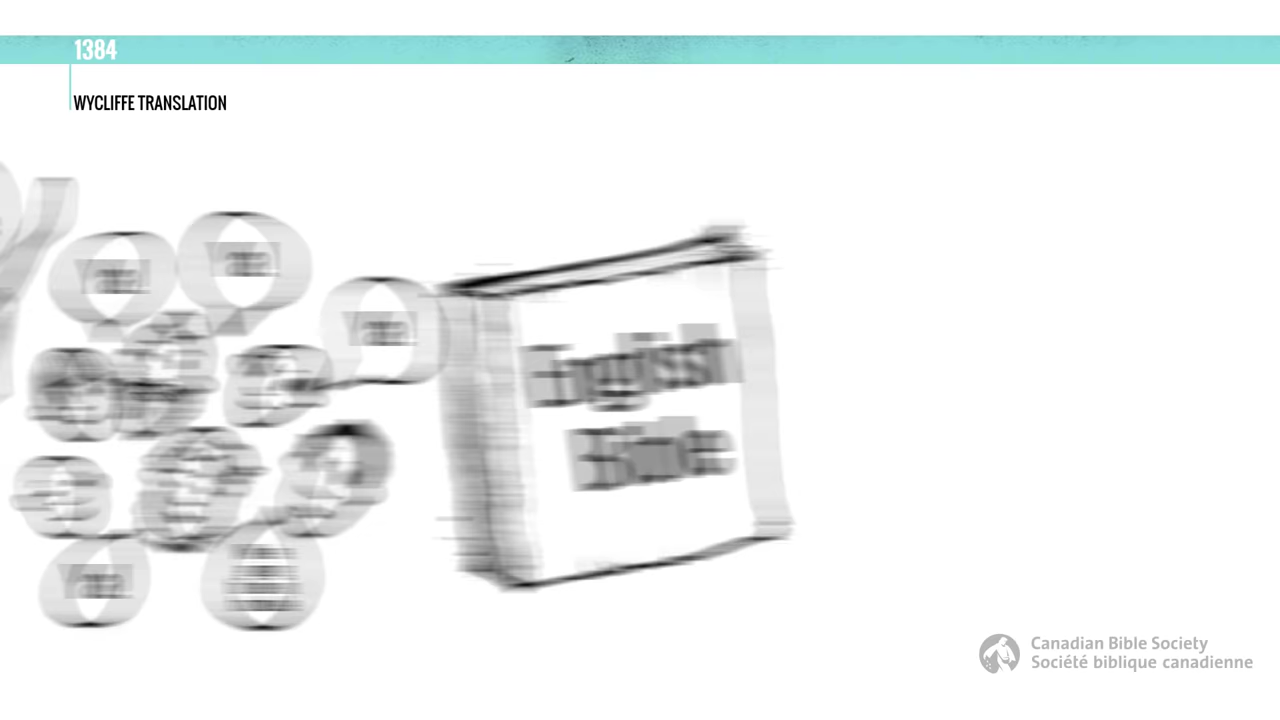 1384
WYCLIFFE TRANSLATION
English
Bible
Canadian Bible Society
Société biblique canadienne